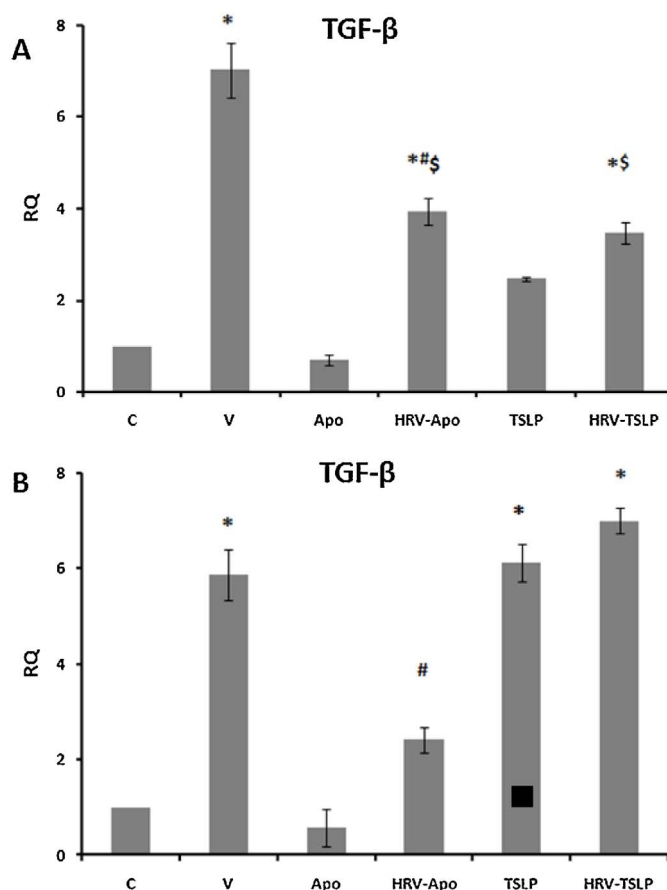 A
TGF-β
8
6
4
2
0
RQ
*
*#$
*$
C V Apo HRV-Apo TSLP HRV-TSLP
B
TGF-β
8
6
4
2
0
RQ
*
#
*
*
C V Apo HRV-Apo TSLP HRV-TSLP